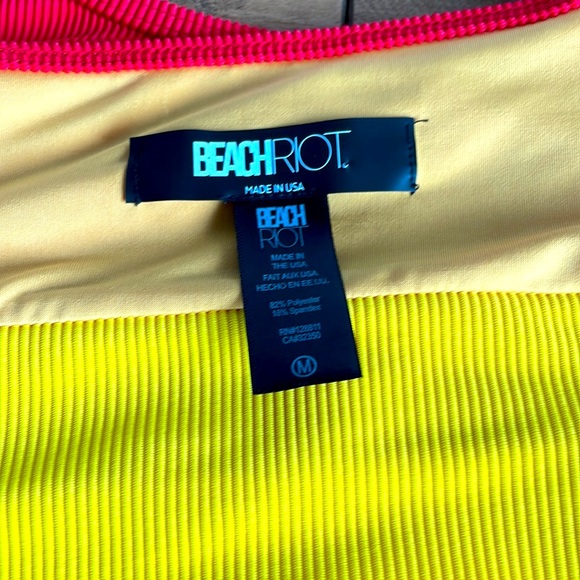 BEACHRIOT
MADE IN USA
BEACH
RIOT
MADE IN
THE USA
FAIT AUX USA
HECHO EN EE.UU.
82% Polyester
18% Spandex
RN#128811
CA#32350
M